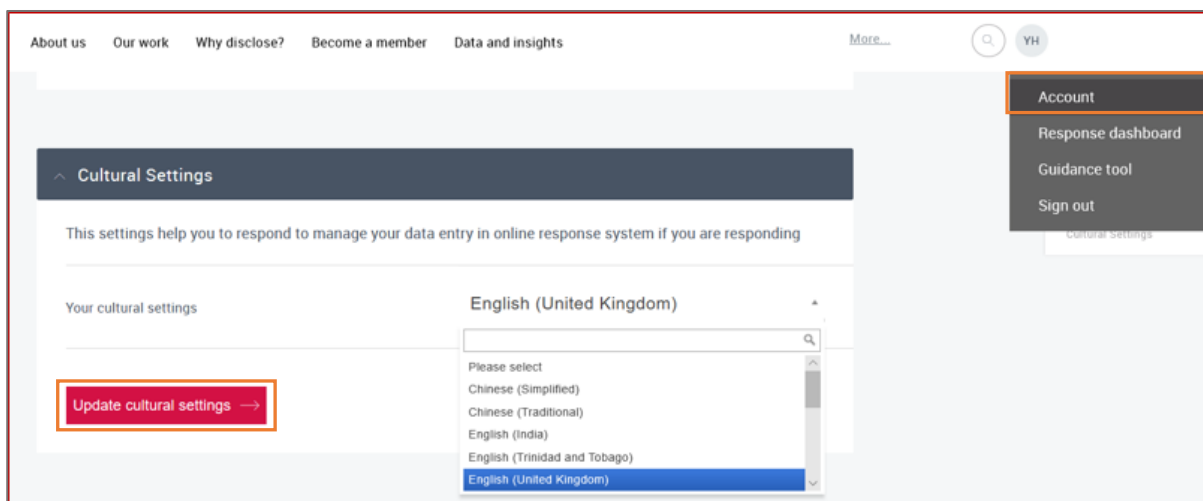 About us Our work Why disclose? Become a member Data and insights More... YH
Account
Response dashboard
Guidance tool
Sign out
Cultural Settings
Cultural Settings
This settings help you to respond to manage your data entry in online response system if you are responding
Your cultural settings
English (United Kingdom)
Please select
Chinese (Simplified)
Chinese (Traditional)
English (India)
English (Trinidad and Tobago)
English (United Kingdom)
Update cultural settings →